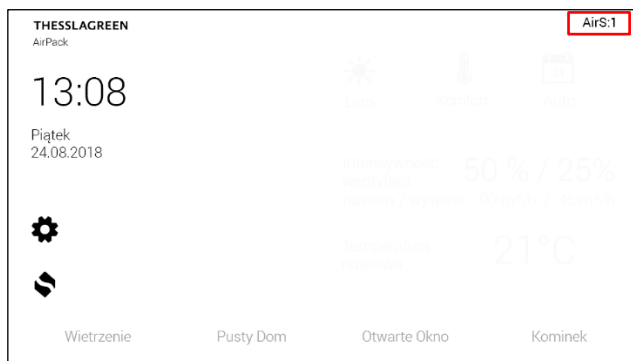 THESSLAGREEN
AirS:1
AirPack
13:08
Piątek
24.08.2018
Lato
Komfort
Auto
Intensywność
50 % / 25%
wentylacji
nawiew / wywiew
Temperatura
21°C
nawiewu
Wietrzenie
Pusty Dom
Otwarte Okno
Kominek